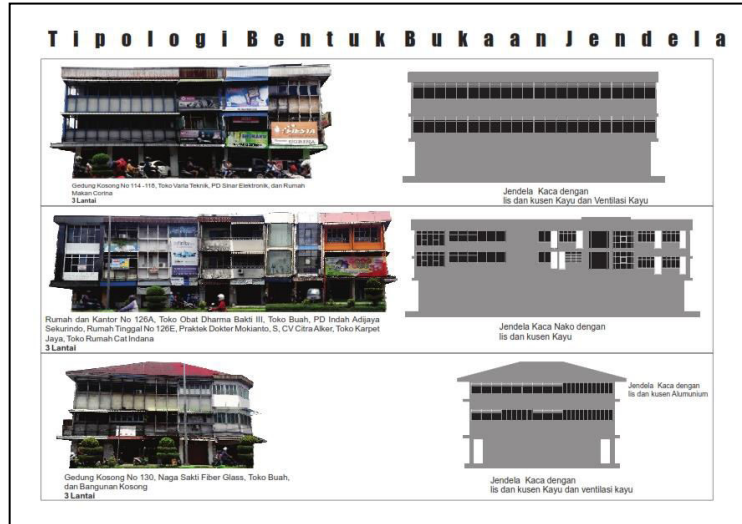 Tipologi Bentuk Bukaan Jendela
FIESTA
Gedung Kosong No 114 -118, Toko Varia Teknik, PD Sinar Elektronik, dan Rumah
Makan Corina
3 Lantai
Jendela Kaca dengan
lis dan kusen Kayu dan Ventilasi Kayu
Rumah dan Kantor No 126A, Toko Obat Dharma Bakti III, Toko Buah, PD Indah Adijaya
Sekurindo, Rumah Tinggal No 126E, Praktek Dokter Mokianto, S, CV Citra Alker, Toko Karpet
Jaya, Toko Rumah Cat Indana
3 Lantai
Jendela Kaca Nako dengan
lis dan kusen Kayu
Jendela Kaca dengan
lis dan kusen Alumunium
Gedung Kosong No 130, Naga Sakti Fiber Glass, Toko Buah,
dan Bangunan Kosong
3 Lantai
Jendela Kaca dengan
lis dan kusen Kayu dan ventilasi kayu